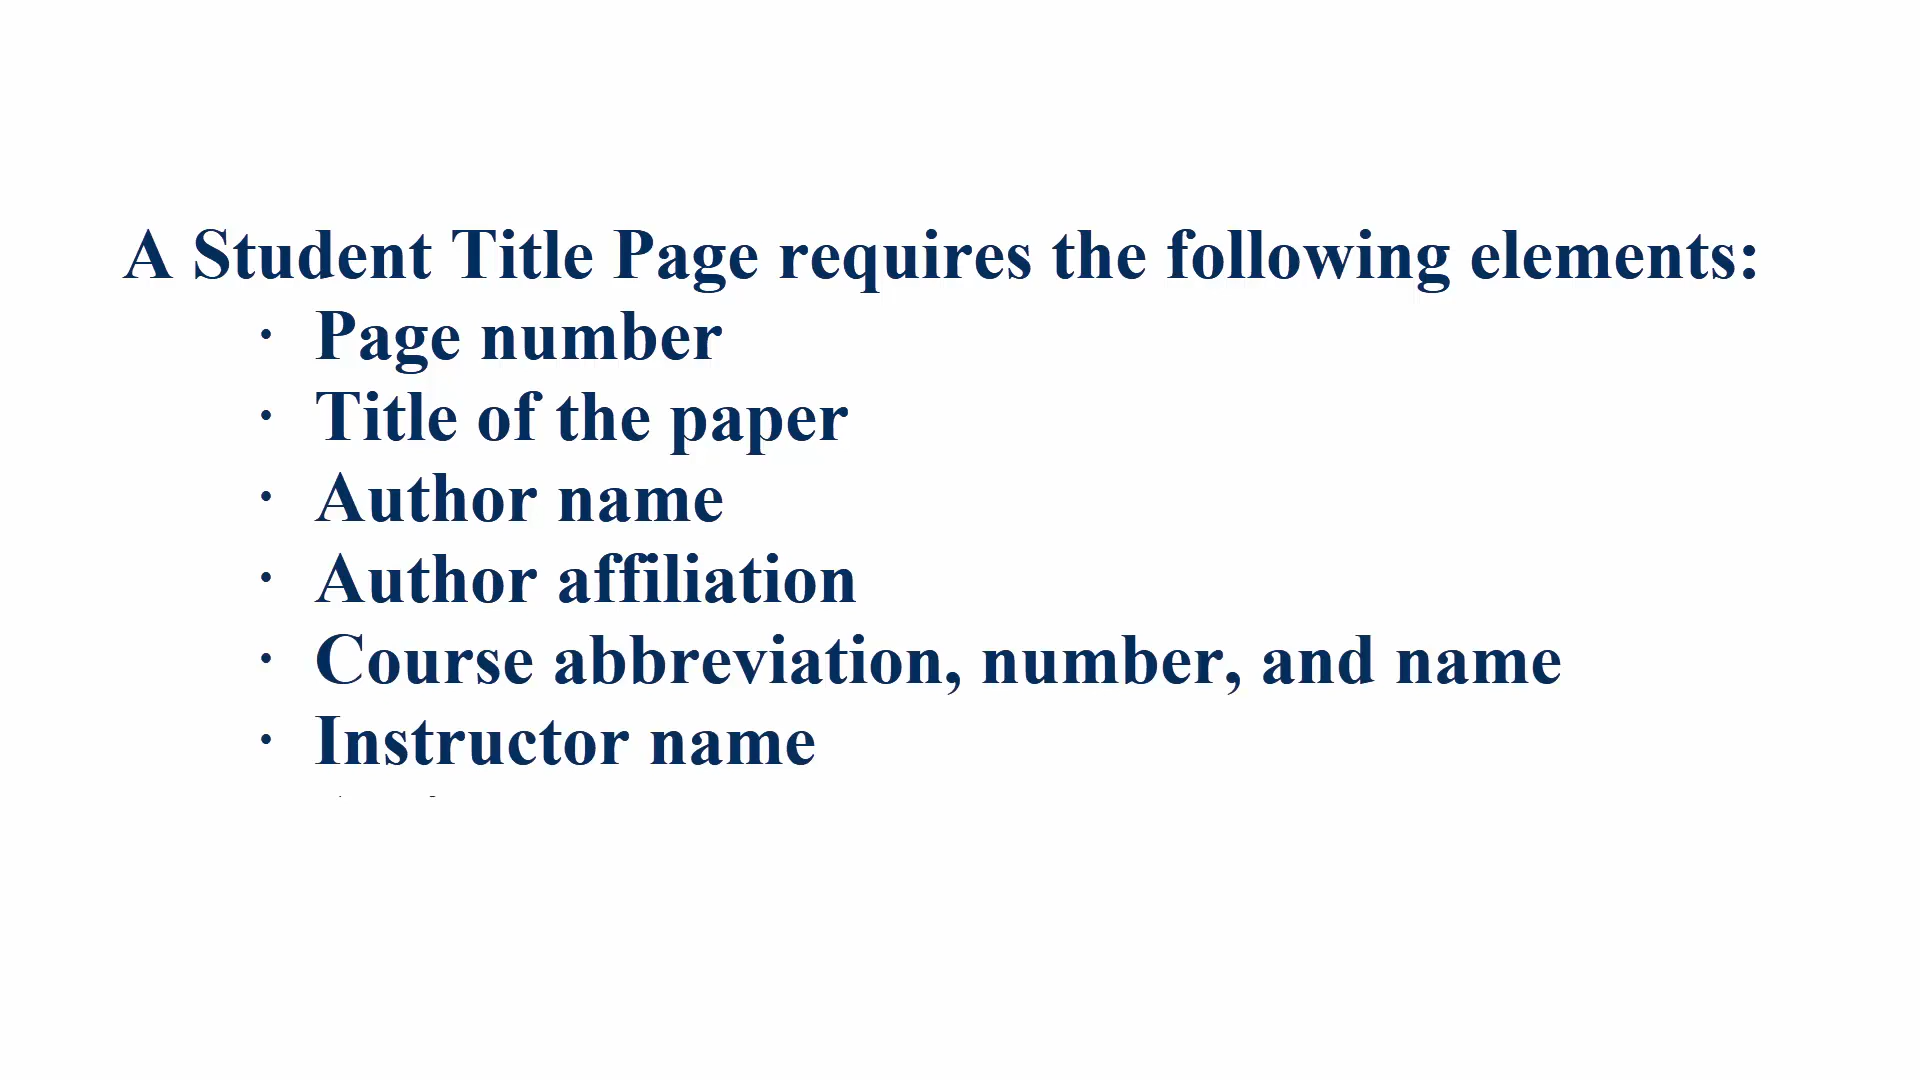 A Student Title Page requires the following elements:
· Page number
· Title of the paper
· Author name
· Author affiliation
· Course abbreviation, number, and name
· Instructor name